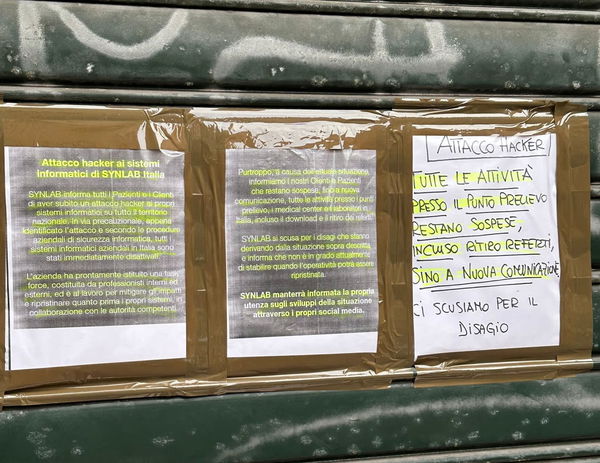 Attacco hacker ai sistemi
informatici di SYNLAB Italia
SYNLAB informa tutti i Pazienti e i Clienti
di aver subito un attacco hacker ai propri
sistemi informatici su tutto il territorio
nazionale. In via precauzionale, appena
identificato l'attacco e secondo le procedure
aziendali di sicurezza informatica, tutti
i sistemi informatici aziendali in Italia sono
stati immediatamente disattivati.
L'azienda ha prontamente istituito una task
force, costituita da professionisti interni ed
esterni, ed è al lavoro per mitigare gli impatti
e ripristinare quanto prima i propri sistemi, in
collaborazione con le autorità competenti.
Purtroppo, a causa dell'attuale situazione,
informiamo i nostri Clienti e Pazienti
che restano sospese, fino a nuova
comunicazione, tutte le attività presso i punti
prelievo, i medical center e i laboratori in
Italia, incluso il download e il ritiro dei referti.
SYNLAB si scusa per i disagi che stanno
derivando dalla situazione sopra descritta
e informa che non è in grado attualmente
di stabilire quando l'operatività potrà essere
ripristinata.
SYNLAB manterrà informata la propria
utenza sugli sviluppi della situazione
attraverso i propri social media.
ATTACCO HACKER
TUTTE LE ATTIVITÀ
PRESSO IL PUNTO PRELIEVO
RESTANO SOSPESE,
INCLUSO RITIRO REFERTI,
SINO A NUOVA COMUNICAZIONE
CI SCUSIAMO PER IL
DISAGIO